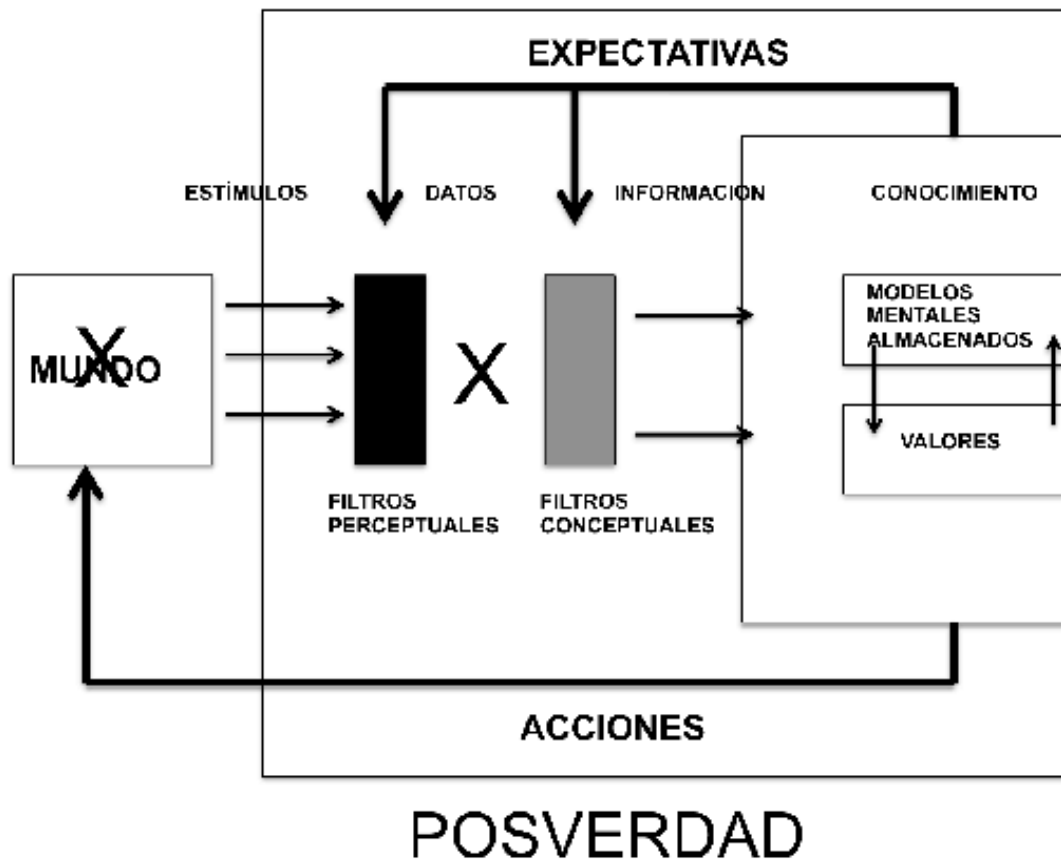 EXPECTATIVAS
ESTÍMULOS
DATOS
INFORMACION
CONOCIMIENTO
MUNDO
X
X
MODELOS
MENTALES
ALMACENADOS
VALORES
FILTROS
PERCEPTUALES
FILTROS
CONCEPTUALES
ACCIONES
POSVERDAD